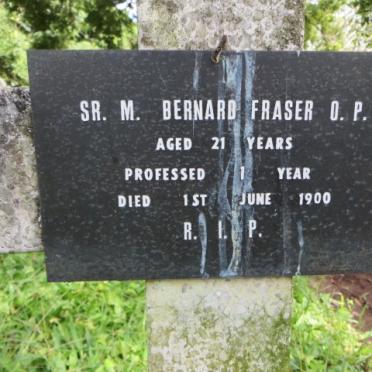 SR. M. BERNARD FRASER O. P.
AGED 21 YEARS
PROFESSED 1 YEAR
DIED 1ST JUNE 1900
R. I. P.